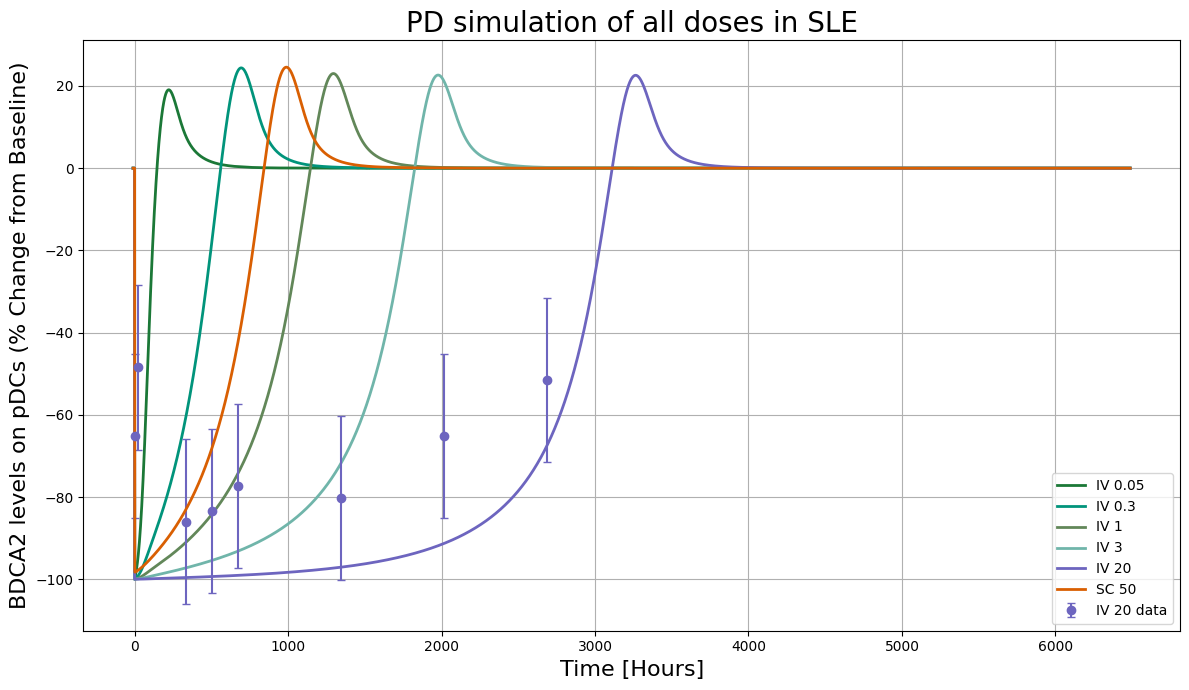 PD simulation of all doses in SLE
BDCA2 levels on pDCs (% Change from Baseline)
20
0
−20
−40
−60
−80
−100
0
1000
2000
3000
4000
5000
6000
Time [Hours]
IV 0.05
IV 0.3
IV 1
IV 3
IV 20
SC 50
IV 20 data